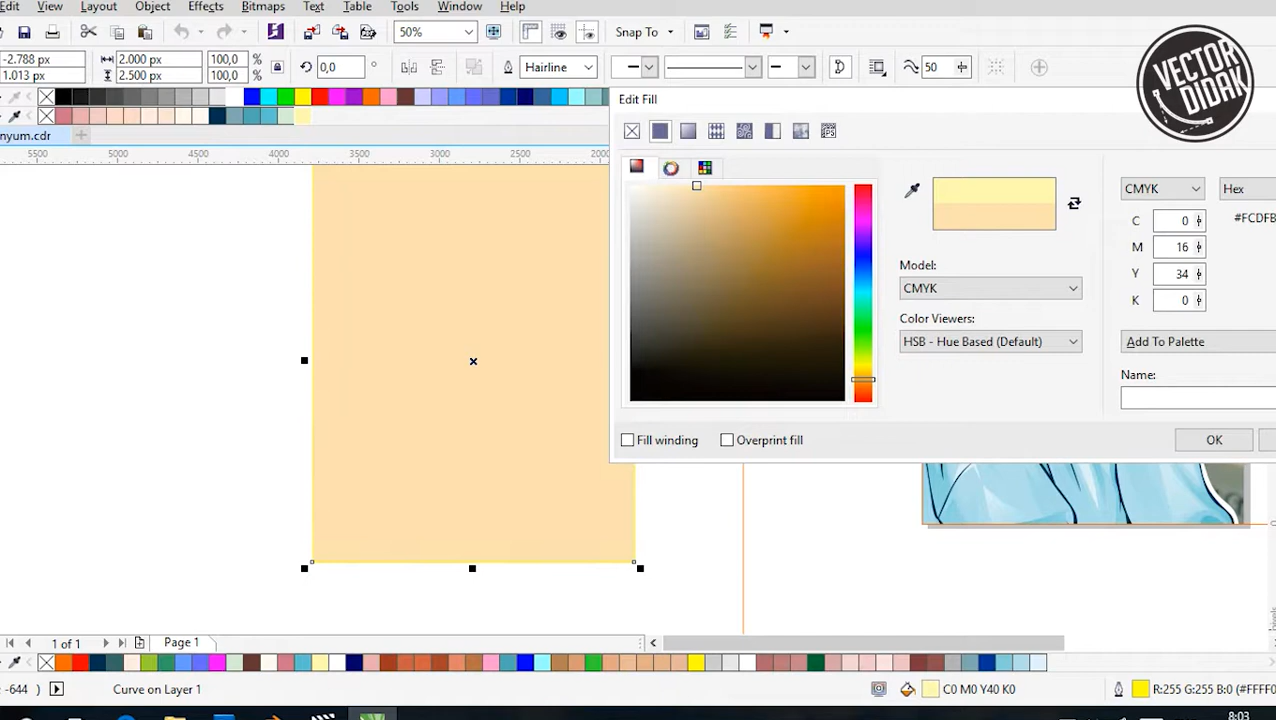 Edit View Layout Object Effects Bitmaps Text Table Tools Window Help
50% Snap To
-2.788 px 2.000 px 100,0 %
1.013 px 2.500 px 100,0 %
0,0 ° Hairline 50
VECTOR
DIDAK
Edit Fill
nyum.cdr
5500 5000 4500 4000 3500 3000 2500 2000
CMYK Hex
C 0 #FCDFB
M 16
Y 34
K 0
Model:
CMYK
Color Viewers:
HSB - Hue Based (Default)
Add To Palette
Name:
Fill winding Overprint fill OK
1 of 1 Page 1
-644 ) Curve on Layer 1 C0 M0 Y40 K0 R:255 G:255 B:0 (#FFFF0
8:03